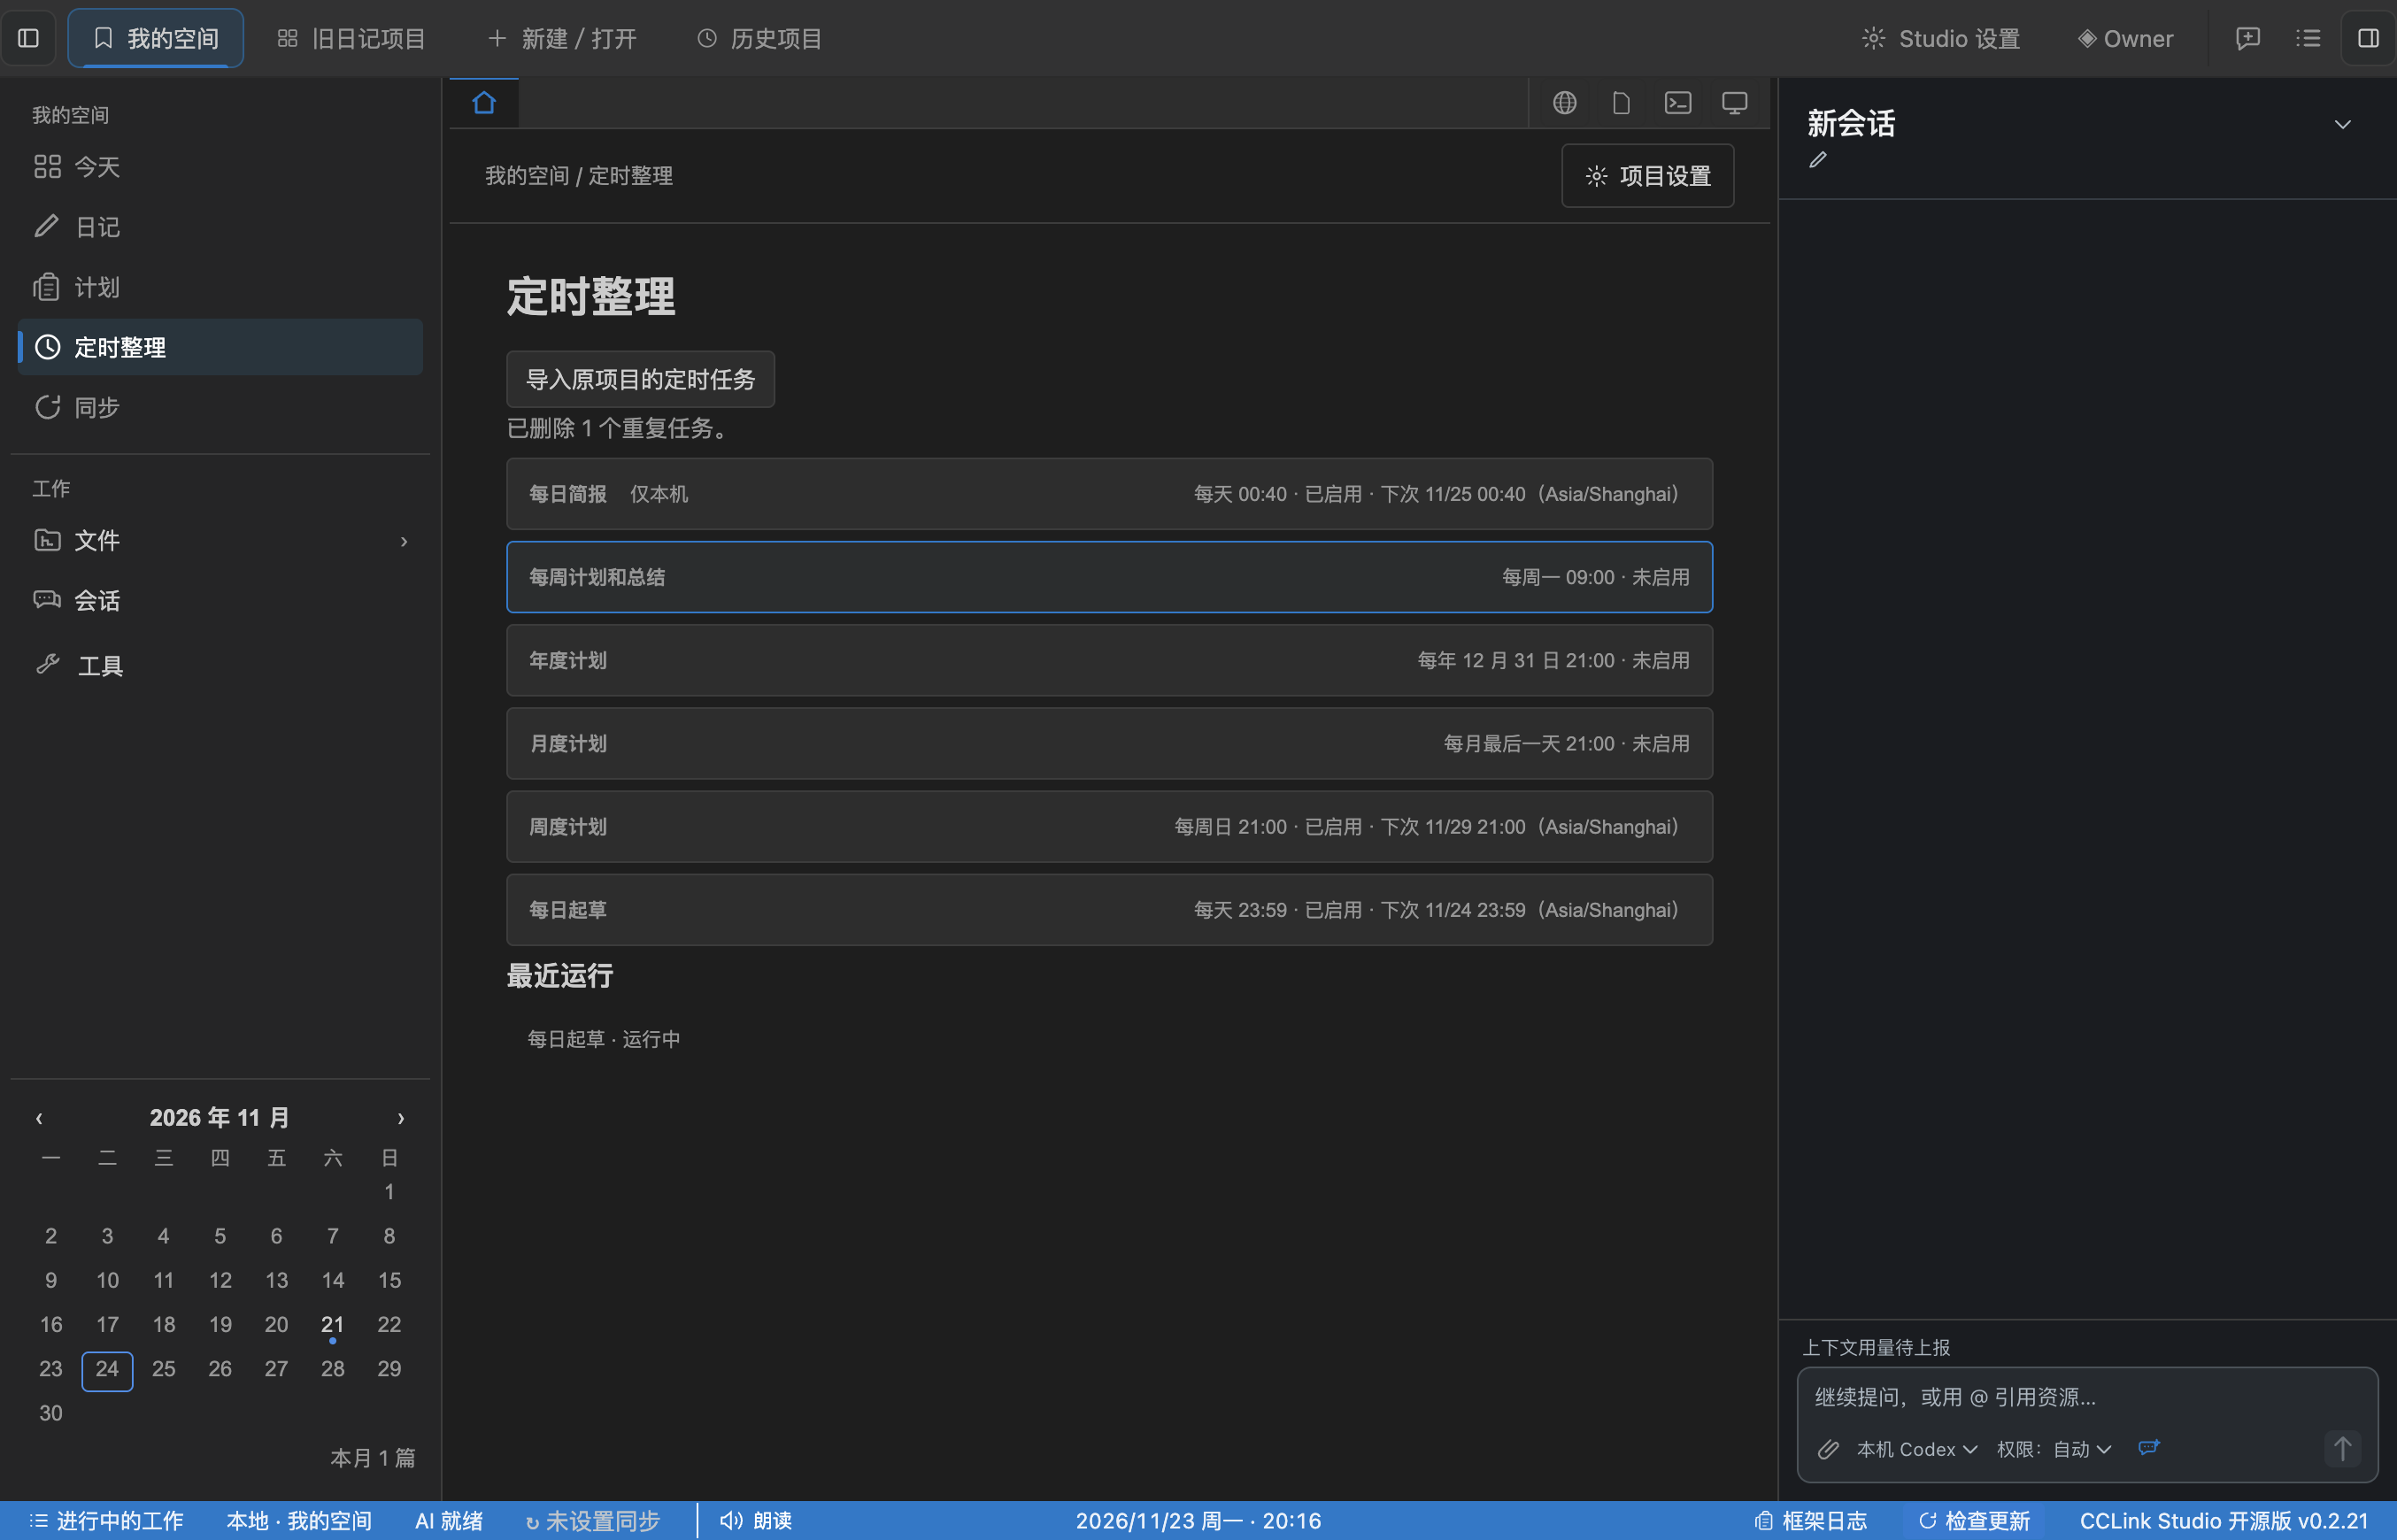 我的空间 旧日记项目 新建 / 打开 历史项目 Studio 设置 Owner
我的空间
今天
日记
计划
定时整理
同步
工作
文件
会话
工具
2026 年 11 月
一 二 三 四 五 六 日
1
2 3 4 5 6 7 8
9 10 11 12 13 14 15
16 17 18 19 20 21 22
23 24 25 26 27 28 29
30
本月 1 篇
我的空间 / 定时整理
项目设置
定时整理
导入原项目的定时任务
已删除 1 个重复任务。
每日简报 仅本机 每天 00:40 · 已启用 · 下次 11/25 00:40（Asia/Shanghai）
每周计划和总结 每周一 09:00 · 未启用
年度计划 每年 12 月 31 日 21:00 · 未启用
月度计划 每月最后一天 21:00 · 未启用
周度计划 每周日 21:00 · 已启用 · 下次 11/29 21:00（Asia/Shanghai）
每日起草 每天 23:59 · 已启用 · 下次 11/24 23:59（Asia/Shanghai）
最近运行
每日起草 · 运行中
新会话
上下文用量待上报
继续提问，或用 @ 引用资源...
本机 Codex 权限：自动
进行中的工作 本地 · 我的空间 AI 就绪 未设置同步 朗读 2026/11/23 周一 · 20:16 框架日志 检查更新 CCLink Studio 开源版 v0.2.21